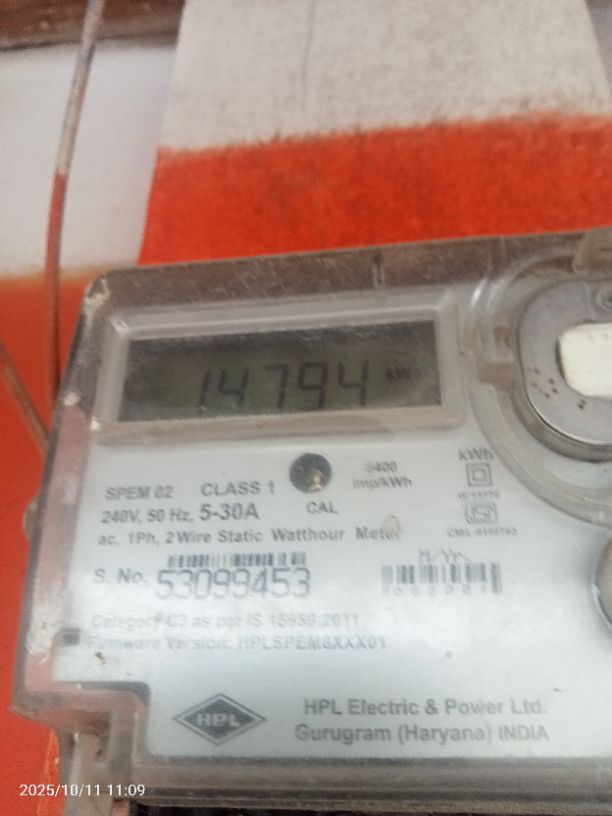 14794 kW
SPEM 02 CLASS 1
6400
imp/kWh
kWh
240V, 50 Hz, 5-30A
CAL
ac, 1Ph, 2 Wire Static Watthour Meter
M/Yr.
S. No. 53099453
Category C3 as per IS 15959:2011
Firmware Version: HPLSPEM6XXX01
HPL
HPL Electric & Power Ltd.
Gurugram (Haryana) INDIA
2025/10/11 11:09